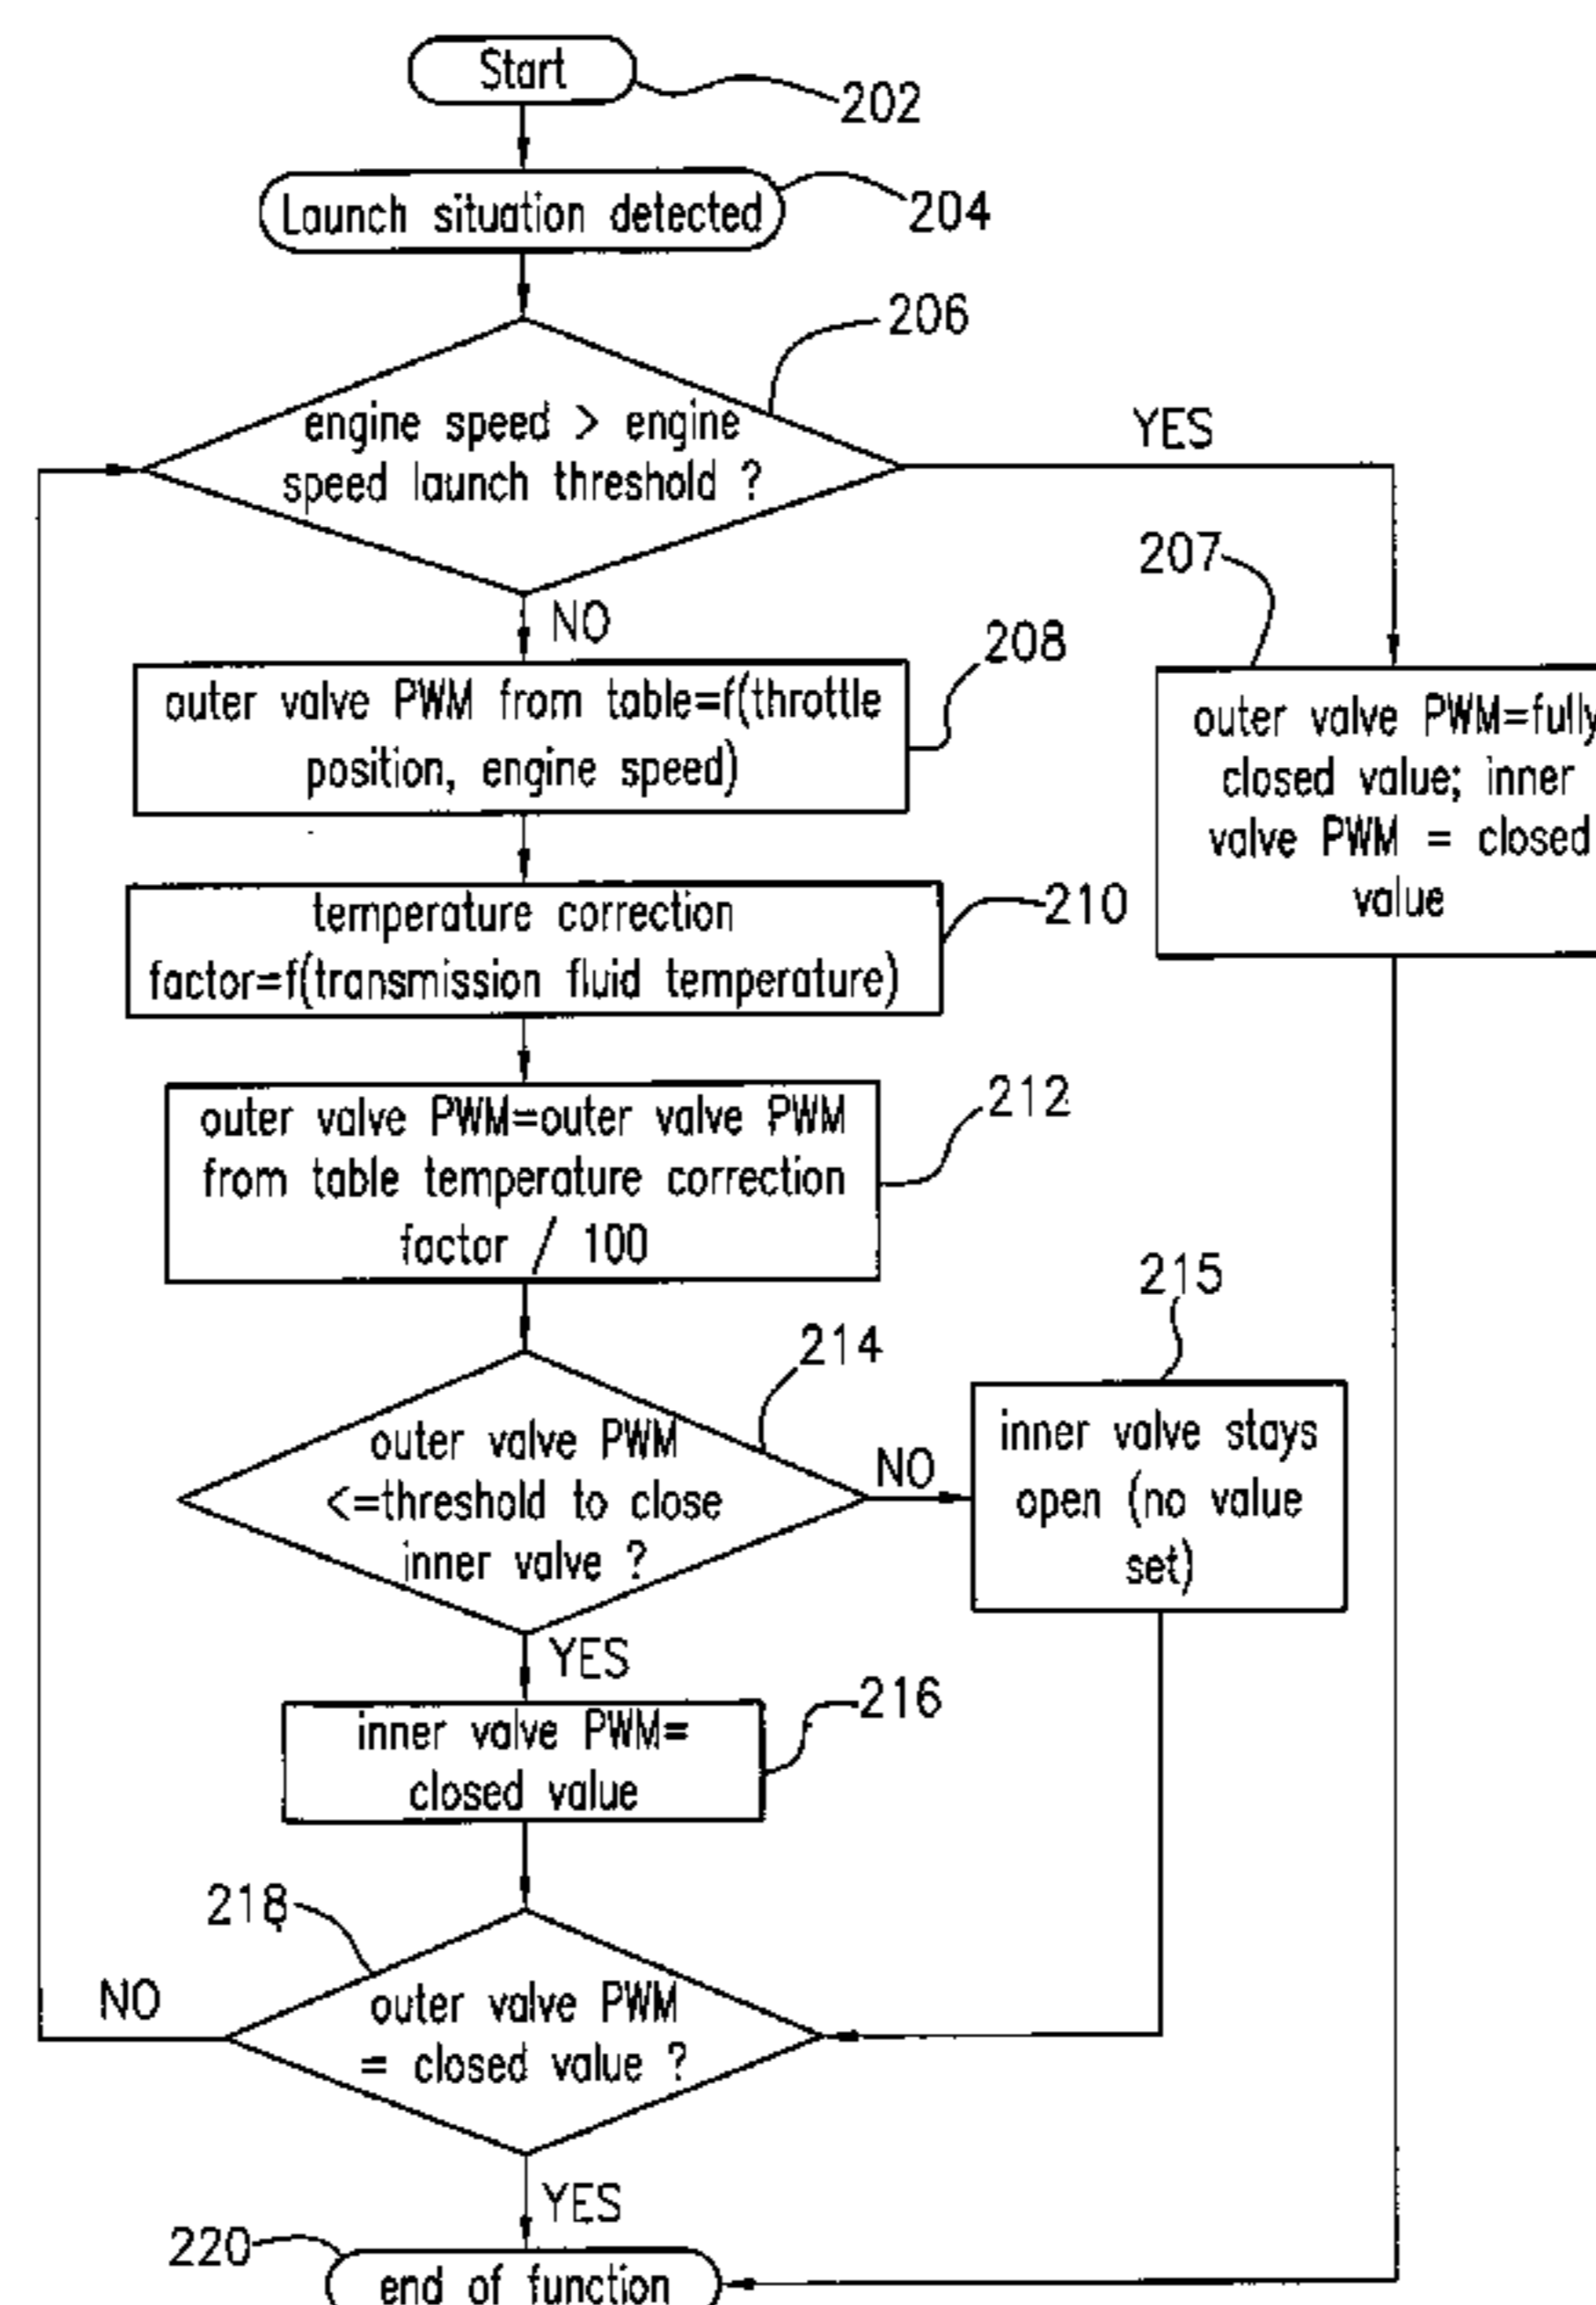 Start
202
Launch situation detected
204
206
engine speed > engine
speed launch threshold ?
YES
207
NO
208
outer valve PWM from table=f(throttle
position, engine speed)
outer valve PWM=fully
closed value; inner
valve PWM = closed
value
temperature correction
factor=f(transmission fluid temperature)
210
outer valve PWM=outer valve PWM
from table temperature correction
factor / 100
212
214
215
outer valve PWM
<=threshold to close
inner valve ?
NO
inner valve stays
open (no value
set)
YES
216
inner valve PWM=
closed value
218
NO
outer valve PWM
= closed value ?
YES
220
end of function